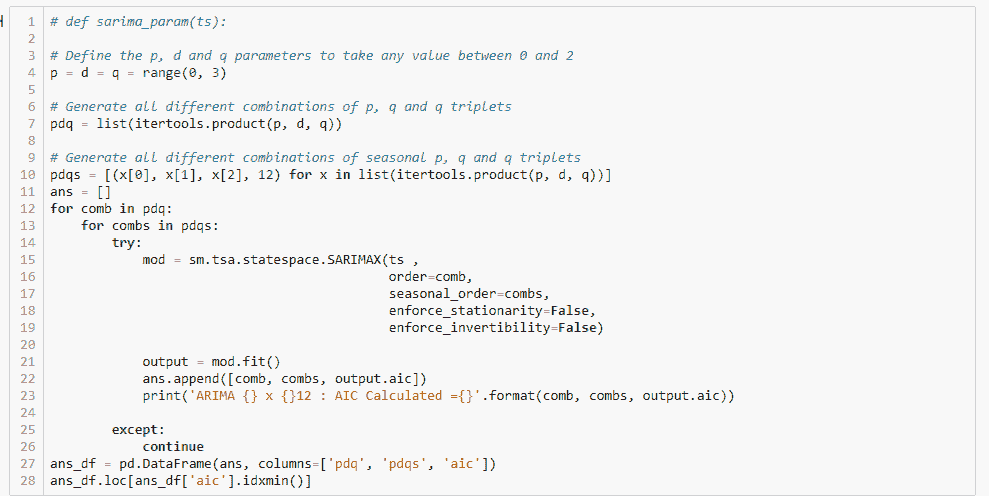 1 # def sarima_param(ts):
2
3 # Define the p, d and q parameters to take any value between 0 and 2
4 p = d = q = range(0, 3)
5
6 # Generate all different combinations of p, q and q triplets
7 pdq = list(itertools.product(p, d, q))
8
9 # Generate all different combinations of seasonal p, q and q triplets
10 pdqs = [(x[0], x[1], x[2], 12) for x in list(itertools.product(p, d, q))]
11 ans = []
12 for comb in pdq:
13     for combs in pdqs:
14         try:
15             mod = sm.tsa.statespace.SARIMAX(ts ,
16                                             order=comb,
17                                             seasonal_order=combs,
18                                             enforce_stationarity=False,
19                                             enforce_invertibility=False)
20
21             output = mod.fit()
22             ans.append([comb, combs, output.aic])
23             print('ARIMA {} x {}12 : AIC Calculated ={}'.format(comb, combs, output.aic))
24
25         except:
26             continue
27 ans_df = pd.DataFrame(ans, columns=['pdq', 'pdqs', 'aic'])
28 ans_df.loc[ans_df['aic'].idxmin()]